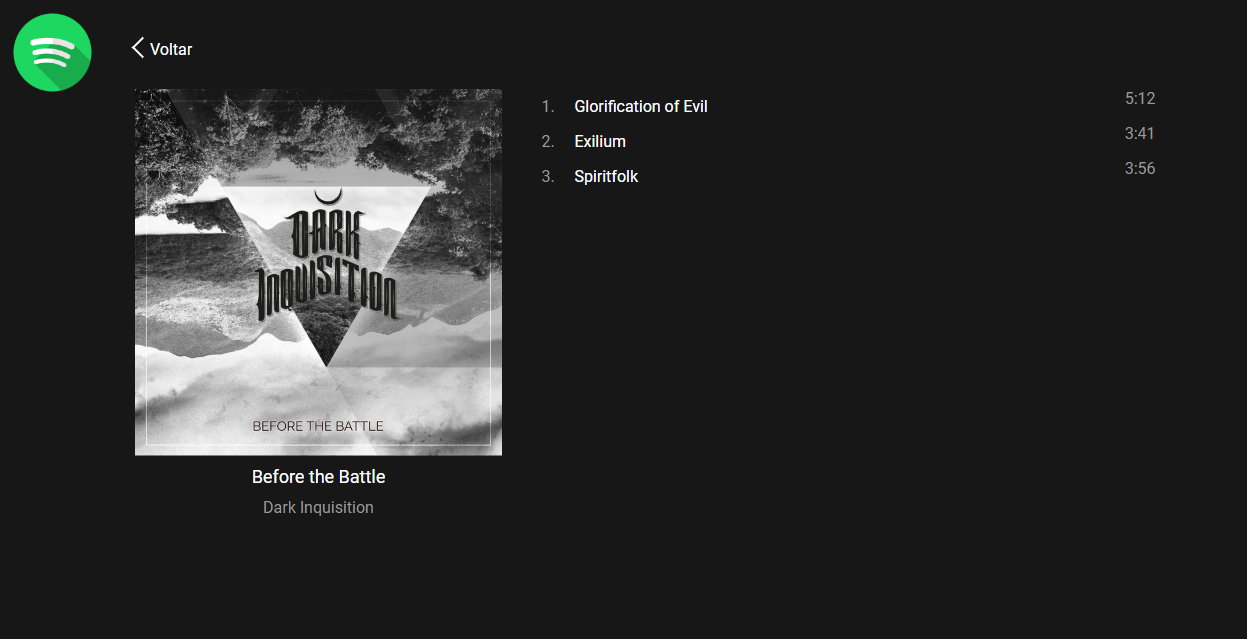 Voltar
DARK
INQUISITION
BEFORE THE BATTLE
Before the Battle
Dark Inquisition
1. Glorification of Evil 5:12
2. Exilium 3:41
3. Spiritfolk 3:56